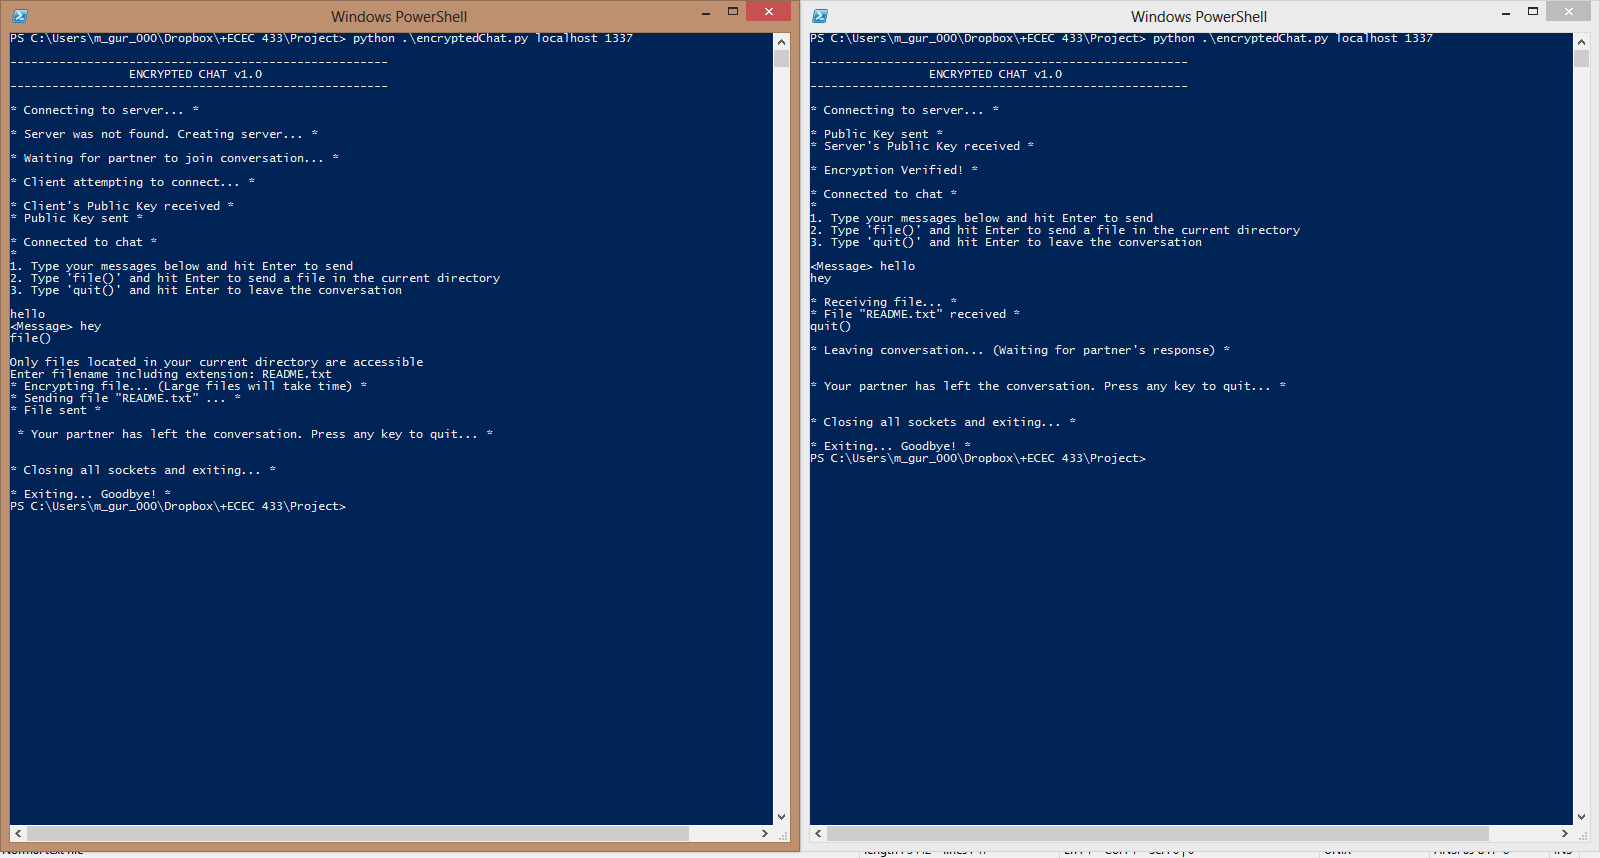 Windows PowerShell
PS C:\Users\m_gur_000\Dropbox\+ECEC 433\Project> python .\encryptedChat.py localhost 1337
------------------------------------------------------
ENCRYPTED CHAT v1.0
------------------------------------------------------
* Connecting to server... *
* Server was not found. Creating server... *
* Waiting for partner to join conversation... *
* Client attempting to connect... *
* Client's Public Key received *
* Public Key sent *
* Connected to chat *
*
1. Type your messages below and hit Enter to send
2. Type 'file()' and hit Enter to send a file in the current directory
3. Type 'quit()' and hit Enter to leave the conversation
hello
<Message> hey
file()
Only files located in your current directory are accessible
Enter filename including extension: README.txt
* Encrypting file... (Large files will take time) *
* Sending file "README.txt" ... *
* File sent *
* Your partner has left the conversation. Press any key to quit... *
* Closing all sockets and exiting... *
* Exiting... Goodbye! *
PS C:\Users\m_gur_000\Dropbox\+ECEC 433\Project>
Windows PowerShell
PS C:\Users\m_gur_000\Dropbox\+ECEC 433\Project> python .\encryptedChat.py localhost 1337
------------------------------------------------------
ENCRYPTED CHAT v1.0
------------------------------------------------------
* Connecting to server... *
* Public Key sent *
* Server's Public Key received *
* Encryption Verified! *
* Connected to chat *
*
1. Type your messages below and hit Enter to send
2. Type 'file()' and hit Enter to send a file in the current directory
3. Type 'quit()' and hit Enter to leave the conversation
<Message> hello
hey
* Receiving file... *
* File "README.txt" received *
quit()
* Leaving conversation... (Waiting for partner's response) *
* Your partner has left the conversation. Press any key to quit... *
* Closing all sockets and exiting... *
* Exiting... Goodbye! *
PS C:\Users\m_gur_000\Dropbox\+ECEC 433\Project>